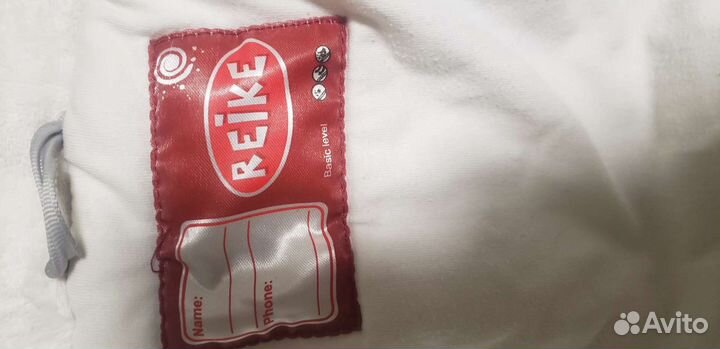 REiKE
Basic level
Name:
Phone:
Avito